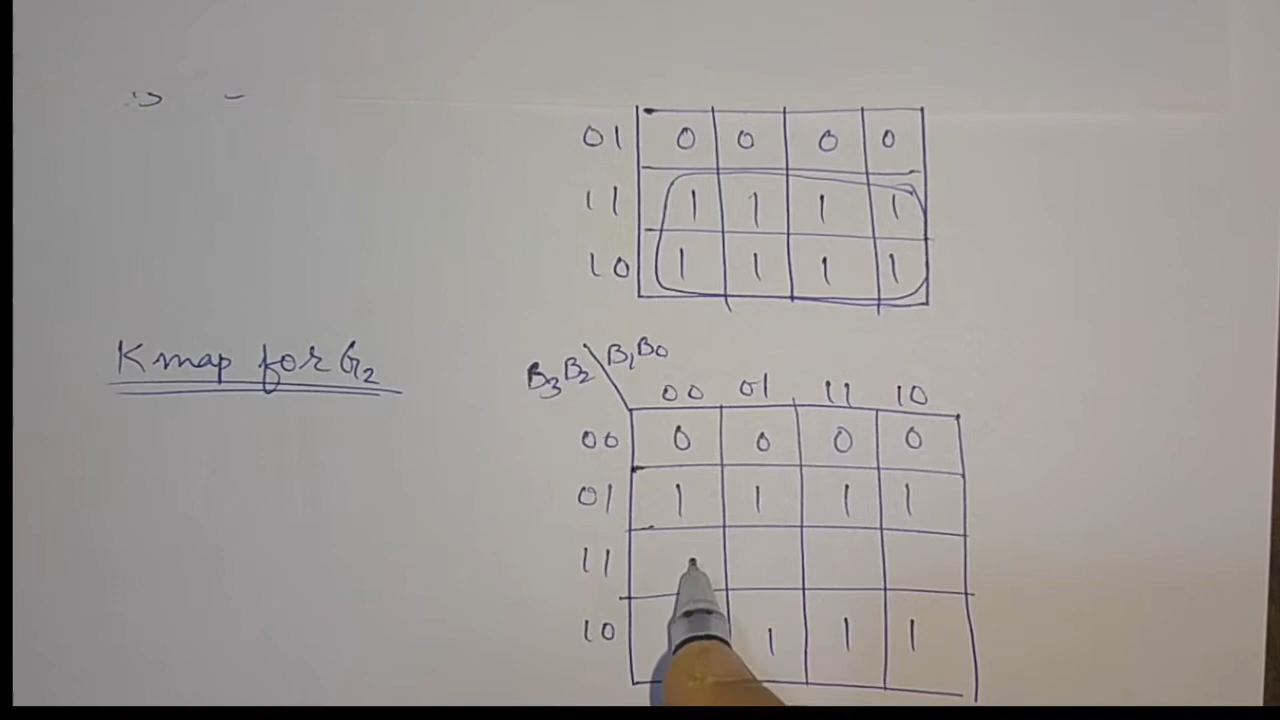 01 0 0 0 0
11 1 1 1 1
10 1 1 1 1
K map for G2
B3B2 B1B0
00 01 11 10
00 0 0 0 0
01 1 1 1 1
11
10 1 1 1